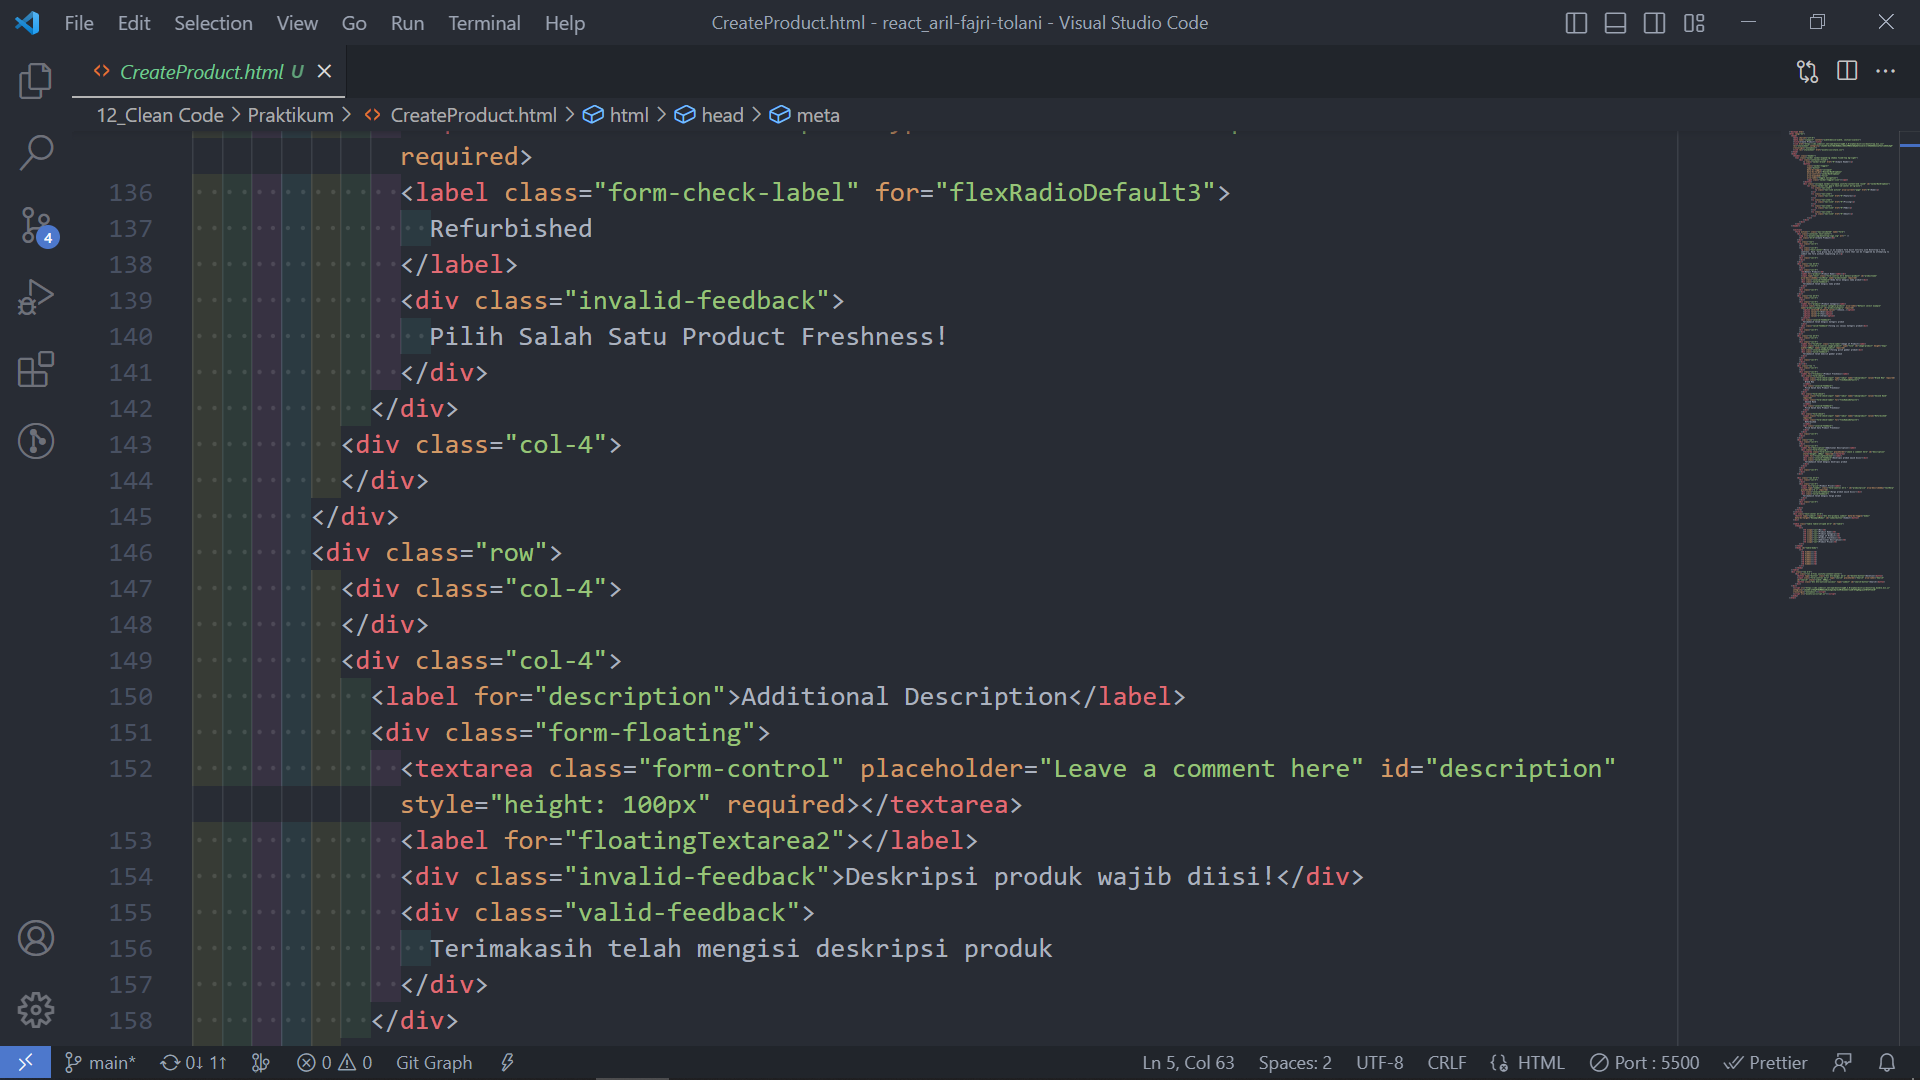 File Edit Selection View Go Run Terminal Help CreateProduct.html - react_aril-fajri-tolani - Visual Studio Code
CreateProduct.html U
12_Clean Code > Praktikum > CreateProduct.html > html > head > meta
required>
136 <label class="form-check-label" for="flexRadioDefault3">
137 Refurbished
138 </label>
139 <div class="invalid-feedback">
140 Pilih Salah Satu Product Freshness!
141 </div>
142 </div>
143 <div class="col-4">
144 </div>
145 </div>
146 <div class="row">
147 <div class="col-4">
148 </div>
149 <div class="col-4">
150 <label for="description">Additional Description</label>
151 <div class="form-floating">
152 <textarea class="form-control" placeholder="Leave a comment here" id="description"
style="height: 100px" required></textarea>
153 <label for="floatingTextarea2"></label>
154 <div class="invalid-feedback">Deskripsi produk wajib diisi!</div>
155 <div class="valid-feedback">
156 Terimakasih telah mengisi deskripsi produk
157 </div>
158 </div>
4
main* 0↓ 1↑ 0 0 Git Graph Ln 5, Col 63 Spaces: 2 UTF-8 CRLF HTML Port : 5500 Prettier